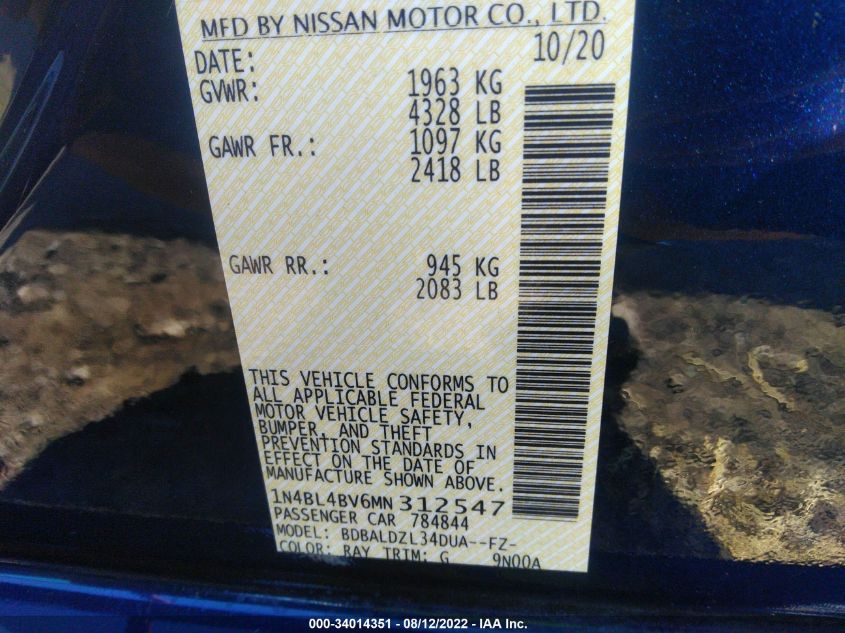 MFD BY NISSAN MOTOR CO., LTD.
DATE: 10/20
GVWR: 1963 KG
4328 LB
GAWR FR.: 1097 KG
2418 LB
GAWR RR.: 945 KG
2083 LB
THIS VEHICLE CONFORMS TO
ALL APPLICABLE FEDERAL
MOTOR VEHICLE SAFETY,
BUMPER, AND THEFT
PREVENTION STANDARDS IN
EFFECT ON THE DATE OF
MANUFACTURE SHOWN ABOVE.
1N4BL4BV6MN312547
PASSENGER CAR 784844
MODEL: BDBALDZL34DUA--FZ-
COLOR: RAY TRIM: G 9N00A
000-34014351 - 08/12/2022 - IAA Inc.